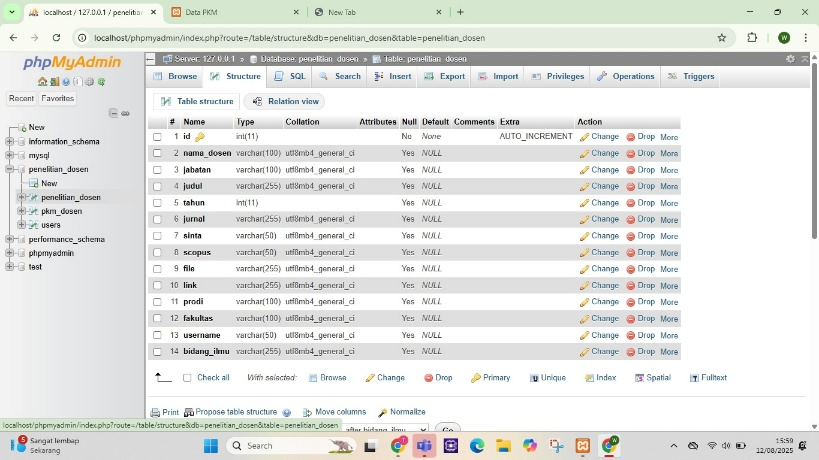 localhost / 127.0.0.1 / peneliti
Data PKM
New Tab
localhost/phpmyadmin/index.php?route=/table/structure&db=penelitian_dosen&table=penelitian_dosen
W
phpMyAdmin
Recent Favorites
New
information_schema
mysql
penelitian_dosen
New
penelitian_dosen
pkm_dosen
users
performance_schema
phpmyadmin
test
Server: 127.0.0.1 » Database: penelitian_dosen » Table: penelitian_dosen
Browse Structure SQL Search Insert Export Import Privileges Operations Triggers
Table structure Relation view
# Name Type Collation Attributes Null Default Comments Extra Action
1 id int(11) No None AUTO_INCREMENT Change Drop More
2 nama_dosen varchar(100) utf8mb4_general_ci Yes NULL Change Drop More
3 jabatan varchar(100) utf8mb4_general_ci Yes NULL Change Drop More
4 judul varchar(255) utf8mb4_general_ci Yes NULL Change Drop More
5 tahun int(11) Yes NULL Change Drop More
6 jurnal varchar(255) utf8mb4_general_ci Yes NULL Change Drop More
7 sinta varchar(50) utf8mb4_general_ci Yes NULL Change Drop More
8 scopus varchar(50) utf8mb4_general_ci Yes NULL Change Drop More
9 file varchar(255) utf8mb4_general_ci Yes NULL Change Drop More
10 link varchar(255) utf8mb4_general_ci Yes NULL Change Drop More
11 prodi varchar(100) utf8mb4_general_ci Yes NULL Change Drop More
12 fakultas varchar(100) utf8mb4_general_ci Yes NULL Change Drop More
13 username varchar(50) utf8mb4_general_ci Yes NULL Change Drop More
14 bidang_ilmu varchar(255) utf8mb4_general_ci Yes NULL Change Drop More
Check all With selected: Browse Change Drop Primary Unique Index Spatial Fulltext
Print Propose table structure Move columns Normalize
localhost/phpmyadmin/index.php?route=/table/structure&db=penelitian_dosen&table=penelitian_dosen
after bidang_ilmu Go
5 Sangat lembap
Sekarang
Search
15:59
12/08/2025